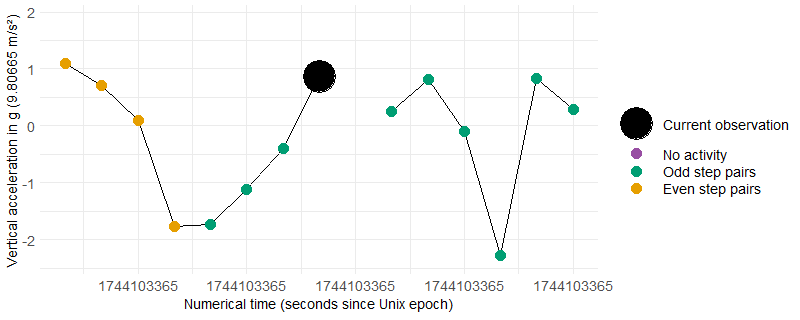 Vertical acceleration in g (9.80665 m/s²)
2
1
0
-1
-2
1744103365 1744103365 1744103365 1744103365 1744103365
Numerical time (seconds since Unix epoch)
Current observation
No activity
Odd step pairs
Even step pairs